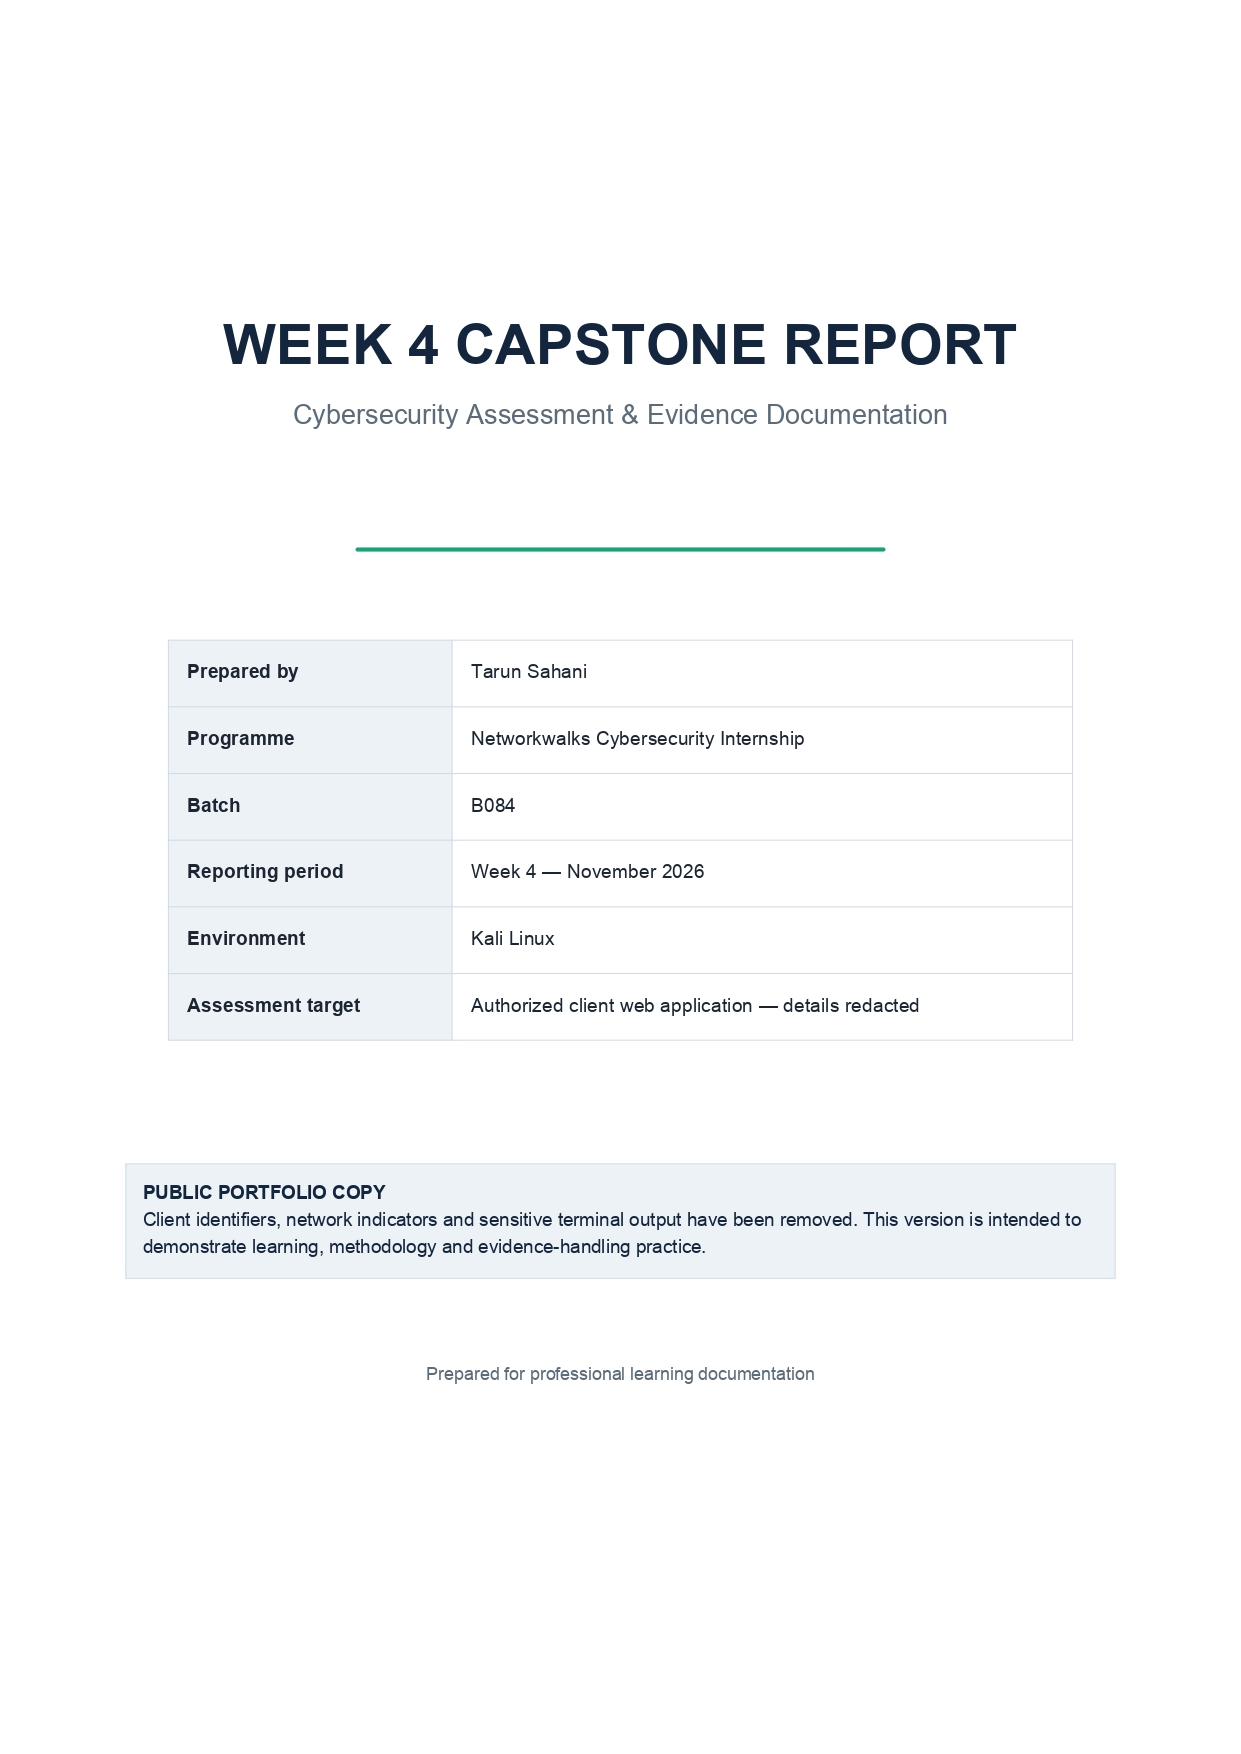 WEEK 4 CAPSTONE REPORT
Cybersecurity Assessment & Evidence Documentation
Prepared by Tarun Sahani
Programme Networkwalks Cybersecurity Internship
Batch B084
Reporting period Week 4 — November 2026
Environment Kali Linux
Assessment target Authorized client web application — details redacted
PUBLIC PORTFOLIO COPY
Client identifiers, network indicators and sensitive terminal output have been removed. This version is intended to
demonstrate learning, methodology and evidence-handling practice.
Prepared for professional learning documentation